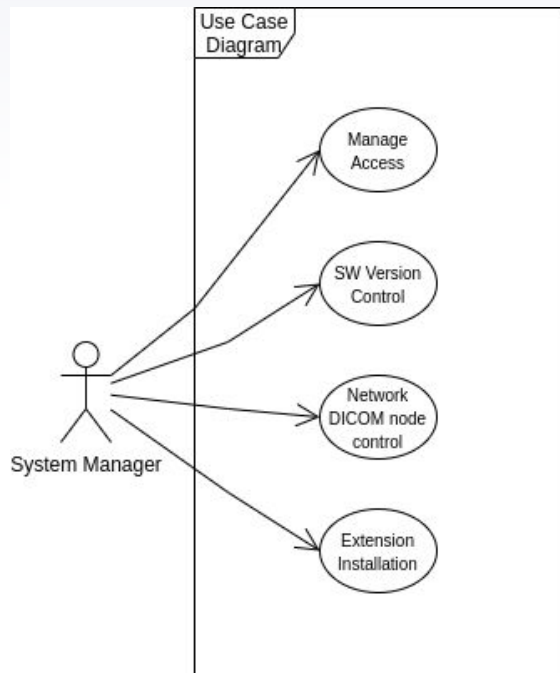 Use Case
Diagram
Manage
Access
SW Version
Control
Network
DICOM node
control
System Manager
Extension
Installation